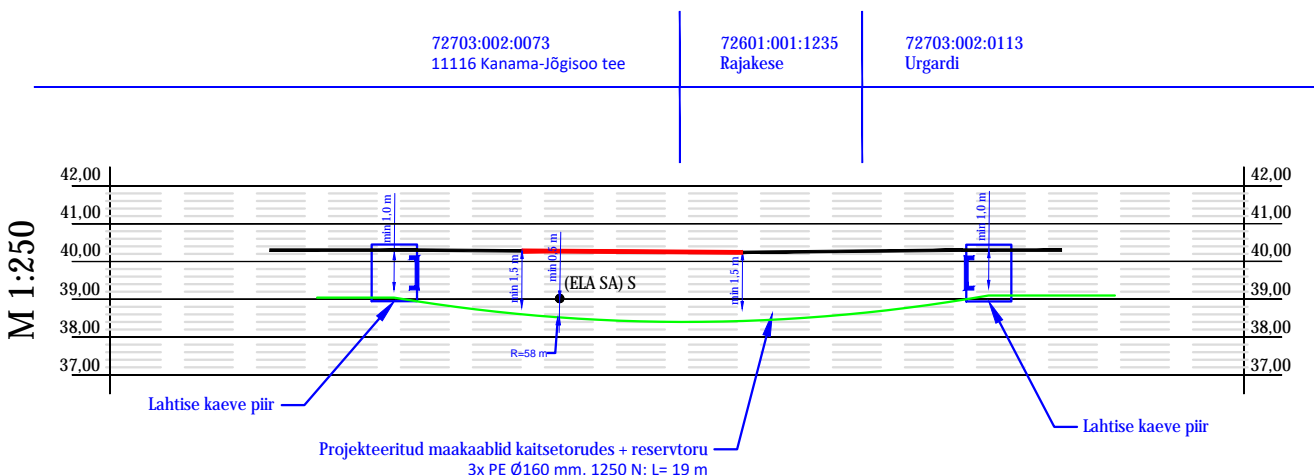 72703:002:0073
11116 Kanama-Jõgisoo tee
72601:001:1235
Rajakese
72703:002:0113
Urgardi
M 1:250
42,00
41,00
40,00
39,00
38,00
37,00
42,00
41,00
40,00
39,00
38,00
37,00
min 1,0 m
min 1,5 m
min 0,5 m
(ELA SA) S
min 1,5 m
min 1,0 m
R=58 m
Lahtise kaeve piir
Lahtise kaeve piir
Projekteeritud maakaablid kaitsetorudes + reservtoru
3x PE Ø160 mm, 1250 N; L= 19 m